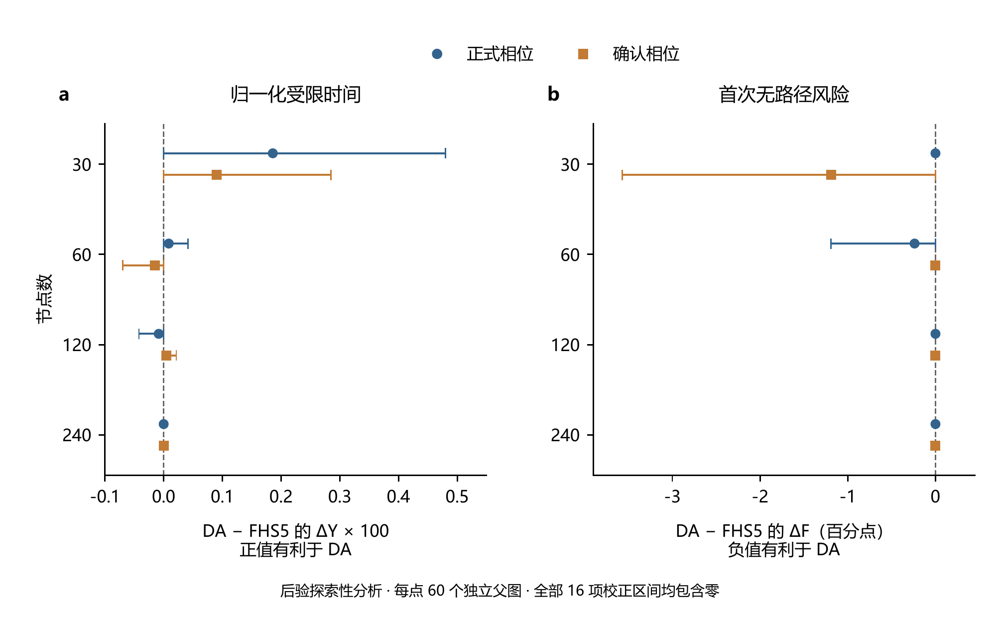 正式相位 确认相位
a 归一化受限时间
30
60
120
240
节点数
-0.1 0.0 0.1 0.2 0.3 0.4 0.5
DA − FHS5 的 ΔY × 100
正值有利于 DA
b 首次无路径风险
30
60
120
240
-3 -2 -1 0
DA − FHS5 的 ΔF（百分点）
负值有利于 DA
后验探索性分析 · 每点 60 个独立父图 · 全部 16 项校正区间均包含零